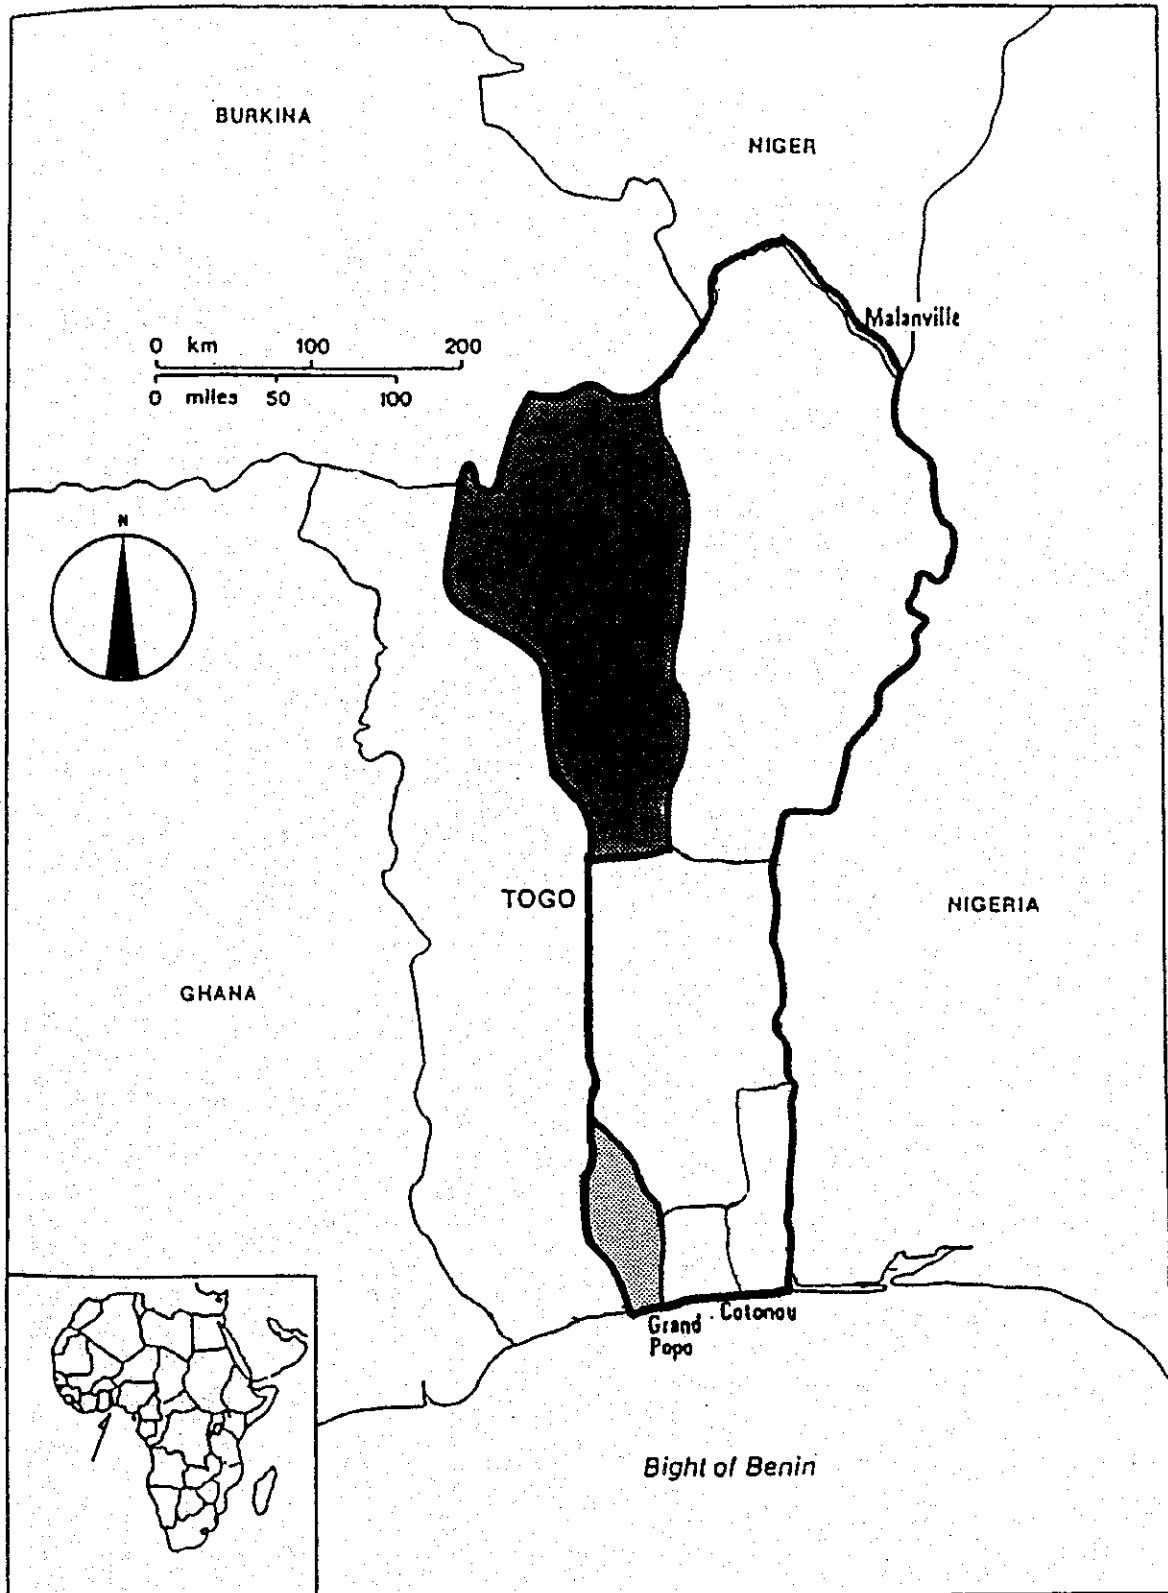 BURKINA
NIGER
Malanville
0 km 100 200
0 miles 50 100
N
TOGO
NIGERIA
GHANA
Grand
Popo
Cotonou
Bight of Benin